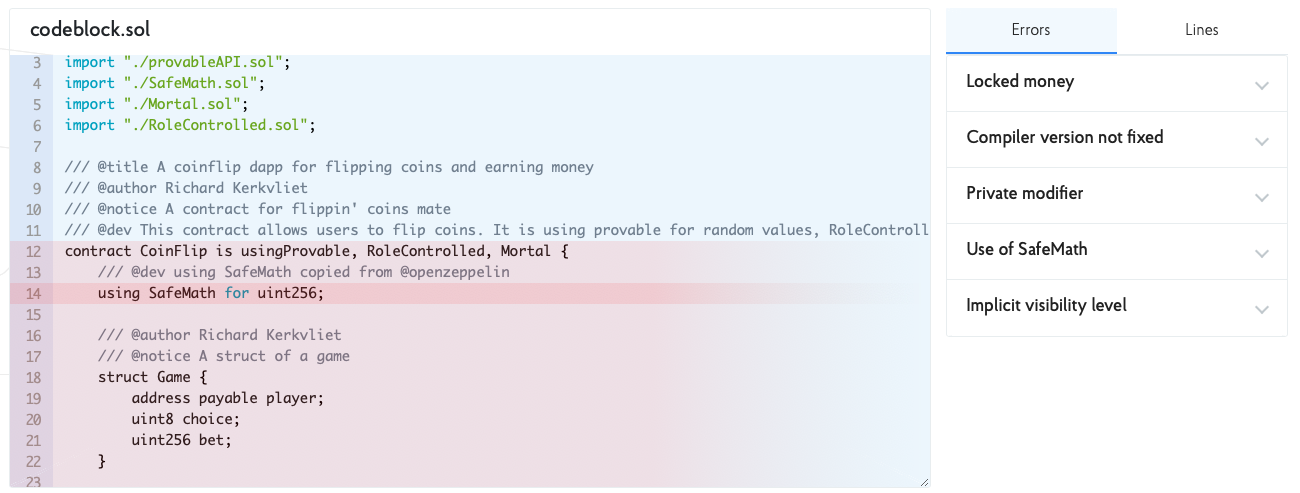 codeblock.sol
3 import "./provableAPI.sol";
4 import "./SafeMath.sol";
5 import "./Mortal.sol";
6 import "./RoleControlled.sol";
7
8 /// @title A coinflip dapp for flipping coins and earning money
9 /// @author Richard Kerkvliet
10 /// @notice A contract for flippin' coins mate
11 /// @dev This contract allows users to flip coins. It is using provable for random values, RoleControll
12 contract CoinFlip is usingProvable, RoleControlled, Mortal {
13 /// @dev using SafeMath copied from @openzeppelin
14 using SafeMath for uint256;
15
16 /// @author Richard Kerkvliet
17 /// @notice A struct of a game
18 struct Game {
19 address payable player;
20 uint8 choice;
21 uint256 bet;
22 }
23
Errors Lines
Locked money
Compiler version not fixed
Private modifier
Use of SafeMath
Implicit visibility level